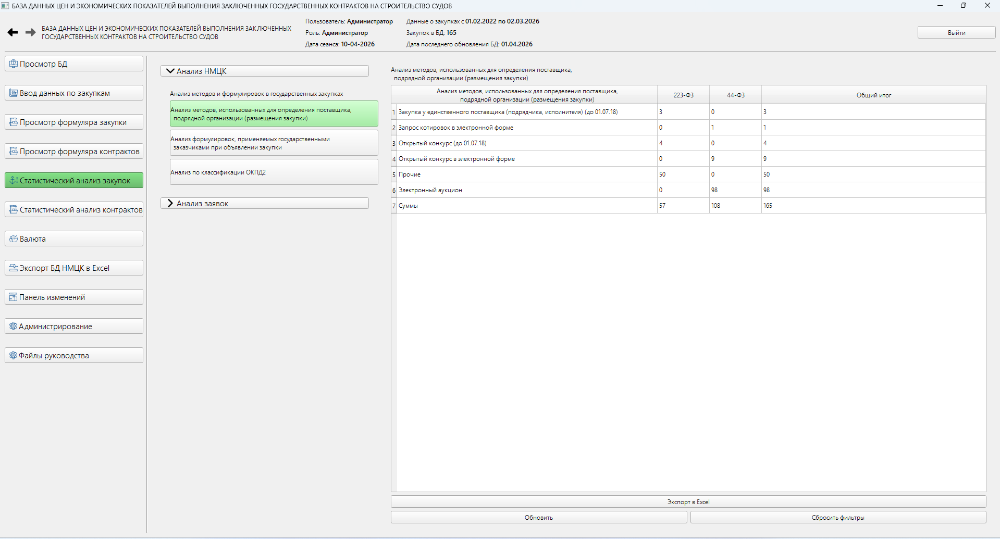 БАЗА ДАННЫХ ЦЕН И ЭКОНОМИЧЕСКИХ ПОКАЗАТЕЛЕЙ ВЫПОЛНЕНИЯ ЗАКЛЮЧЕННЫХ ГОСУДАРСТВЕННЫХ КОНТРАКТОВ НА СТРОИТЕЛЬСТВО СУДОВ
БАЗА ДАННЫХ ЦЕН И ЭКОНОМИЧЕСКИХ ПОКАЗАТЕЛЕЙ ВЫПОЛНЕНИЯ ЗАКЛЮЧЕННЫХ
ГОСУДАРСТВЕННЫХ КОНТРАКТОВ НА СТРОИТЕЛЬСТВО СУДОВ
Пользователь: Администратор
Роль: Администратор
Дата сеанса: 10-04-2026
Данные о закупках с 01.02.2022 по 02.03.2026
Закупок в БД: 165
Дата последнего обновления БД: 01.04.2026
Выйти
Просмотр БД
Ввод данных по закупкам
Просмотр формуляра закупки
Просмотр формуляра контрактов
Статистический анализ закупок
Статистический анализ контрактов
Валюта
Экспорт БД НМЦК в Excel
Панель изменений
Администрирование
Файлы руководства
Анализ НМЦК
Анализ методов и формулировок в государственных закупках
Анализ методов, использованных для определения поставщика,
подрядной организации (размещения закупки)
Анализ формулировок, применяемых государственными
заказчиками при объявлении закупки
Анализ по классификации ОКПД2
Анализ заявок
Анализ методов, использованных для определения поставщика,
подрядной организации (размещения закупки)
Анализ методов, использованных для определения поставщика,
подрядной организации (размещения закупки)
223-ФЗ
44-ФЗ
Общий итог
1 Закупка у единственного поставщика (подрядчика, исполнителя) (до 01.07.18) 3 0 3
2 Запрос котировок в электронной форме 0 1 1
3 Открытый конкурс (до 01.07.18) 4 0 4
4 Открытый конкурс в электронной форме 0 9 9
5 Прочие 50 0 50
6 Электронный аукцион 0 98 98
7 Суммы 57 108 165
Экспорт в Excel
Обновить
Сбросить фильтры